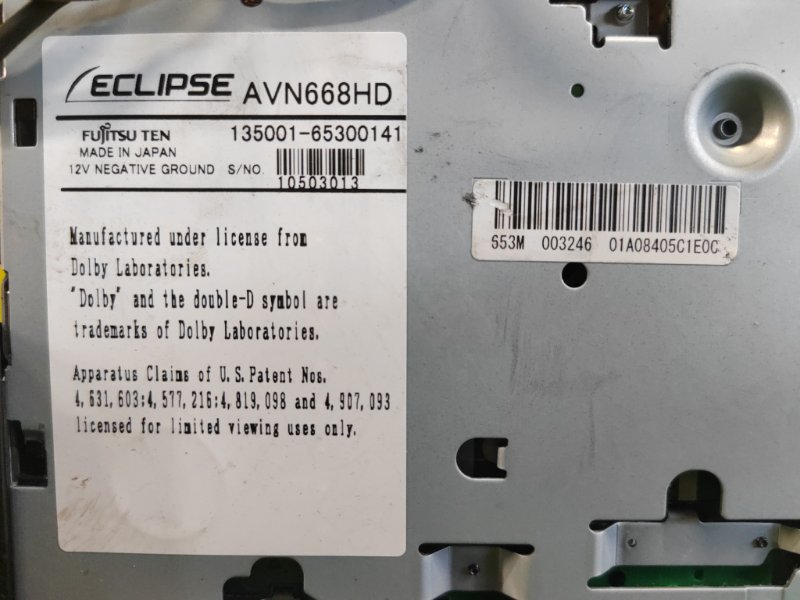 ECLIPSE AVN668HD
FUJITSU TEN 135001-65300141
MADE IN JAPAN
12V NEGATIVE GROUND S/NO.
10503013
Manufactured under license from
Dolby Laboratories.
"Dolby" and the double-D symbol are
trademarks of Dolby Laboratories.
Apparatus Claims of U.S.Patent Nos.
4,631,603;4,577,216;4,819,098 and 4,907,093
licensed for limited viewing uses only.
S53M 003246 01A08405C1E0C